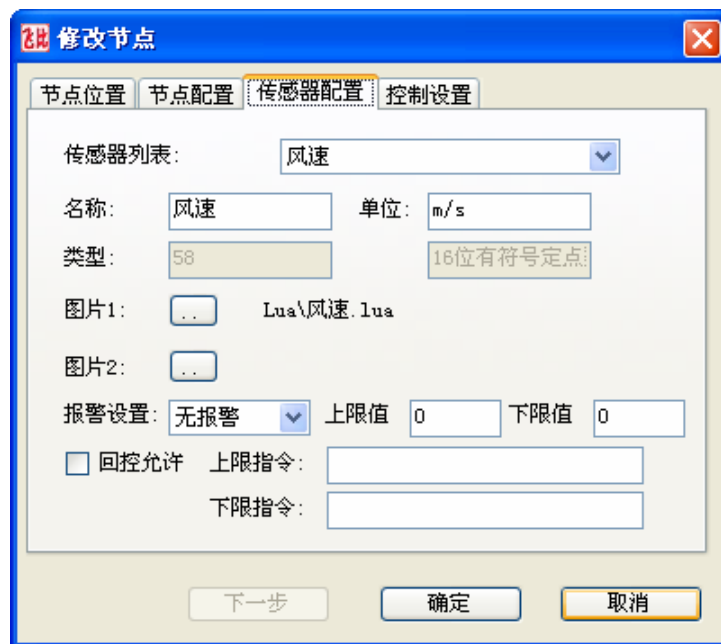 飞比 修改节点
节点位置 节点配置 传感器配置 控制设置
传感器列表: 风速
名称: 风速 单位: m/s
类型: 58 16位有符号定点
图片1: .. Lua\风速.lua
图片2: ..
报警设置: 无报警 上限值 0 下限值 0
回控允许 上限指令:
下限指令:
下一步 确定 取消